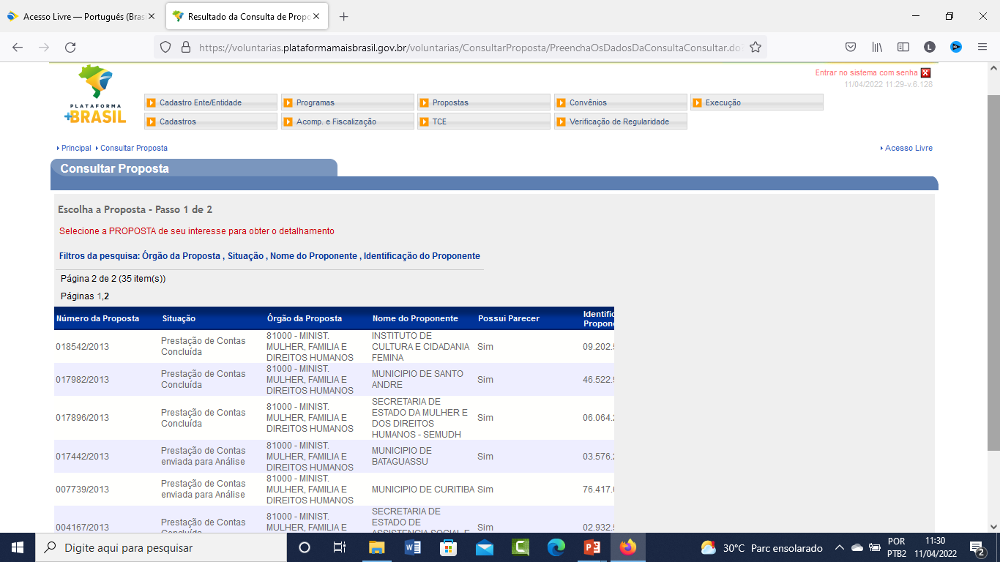 Acesso Livre — Português (Bras
Resultado da Consulta de Propo
https://voluntarias.plataformamaisbrasil.gov.br/voluntarias/ConsultarProposta/PreenchaOsDadosDaConsultaConsultar.do
L
PLATAFORMA
+BRASIL
Entrar no sistema com senha
11/04/2022 11:29-v.6.128
Cadastro Ente/Entidade
Programas
Propostas
Convênios
Execução
Cadastros
Acomp. e Fiscalização
TCE
Verificação de Regularidade
Principal
Consultar Proposta
Acesso Livre
Consultar Proposta
Escolha a Proposta - Passo 1 de 2
Selecione a PROPOSTA de seu interesse para obter o detalhamento
Filtros da pesquisa: Órgão da Proposta , Situação , Nome do Proponente , Identificação do Proponente
Página 2 de 2 (35 item(s))
Páginas 1,2
Número da Proposta
Situação
Órgão da Proposta
Nome do Proponente
Possui Parecer
Identific
Propone
018542/2013
Prestação de Contas
Concluída
81000 - MINIST.
MULHER, FAMILIA E
DIREITOS HUMANOS
INSTITUTO DE
CULTURA E CIDADANIA
FEMINA
Sim
09.202.5
017982/2013
Prestação de Contas
Concluída
81000 - MINIST.
MULHER, FAMILIA E
DIREITOS HUMANOS
MUNICIPIO DE SANTO
ANDRE
Sim
46.522.9
017896/2013
Prestação de Contas
Concluída
81000 - MINIST.
MULHER, FAMILIA E
DIREITOS HUMANOS
SECRETARIA DE
ESTADO DA MULHER E
DOS DIREITOS
HUMANOS - SEMUDH
Sim
06.064.2
017442/2013
Prestação de Contas
enviada para Análise
81000 - MINIST.
MULHER, FAMILIA E
DIREITOS HUMANOS
MUNICIPIO DE
BATAGUASSU
Sim
03.576.2
007739/2013
Prestação de Contas
enviada para Análise
81000 - MINIST.
MULHER, FAMILIA E
DIREITOS HUMANOS
MUNICIPIO DE CURITIBA
Sim
76.417.0
004167/2013
Prestação de Contas
Concluída
81000 - MINIST.
MULHER, FAMILIA E
SECRETARIA DE
ESTADO DE
ASSISTENCIA SOCIAL E
Sim
02.932.5
Digite aqui para pesquisar
30°C Parc ensolarado
POR
PTB2
11:30
11/04/2022
2